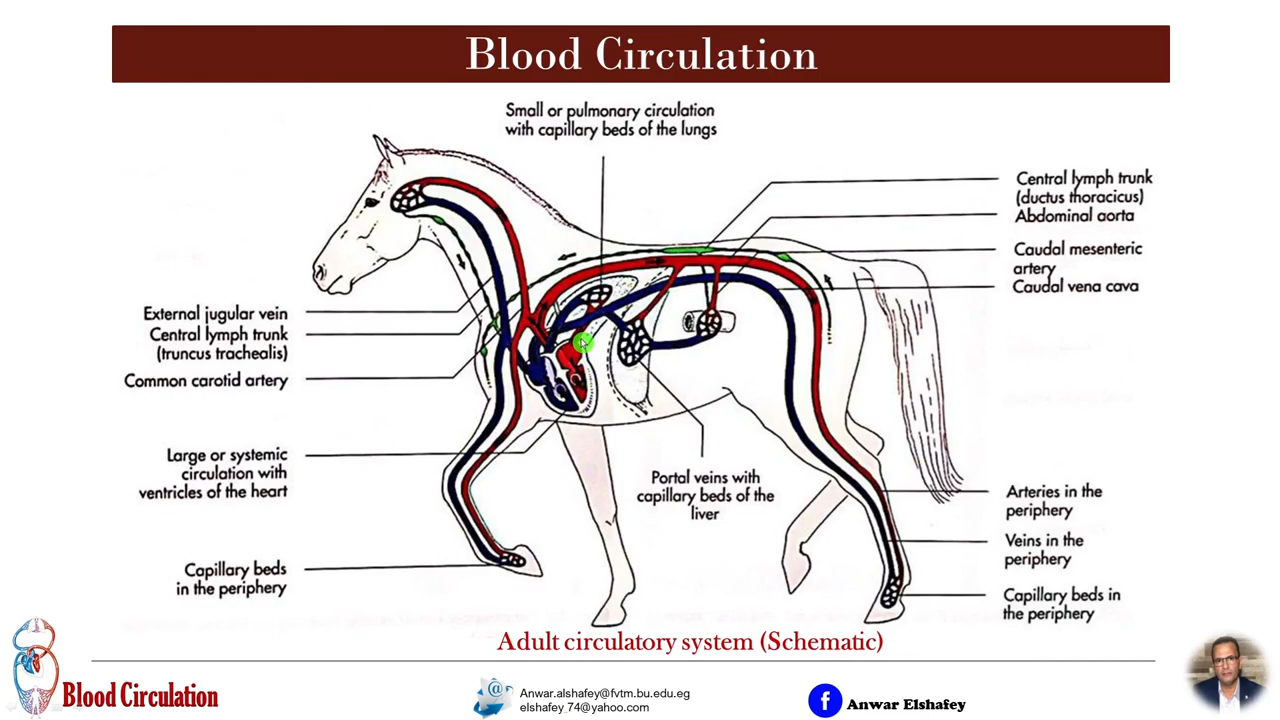 Blood Circulation
Small or pulmonary circulation
with capillary beds of the lungs
Central lymph trunk
(ductus thoracicus)
Abdominal aorta
Caudal mesenteric
artery
Caudal vena cava
External jugular vein
Central lymph trunk
(truncus trachealis)
Common carotid artery
Large or systemic
circulation with
ventricles of the heart
Portal veins with
capillary beds of the
liver
Arteries in the
periphery
Veins in the
periphery
Capillary beds
in the periphery
Capillary beds in
the periphery
Adult circulatory system (Schematic)
Blood Circulation
Anwar.alshafey@fvtm.bu.edu.eg
elshafey_74@yahoo.com
f
Anwar Elshafey